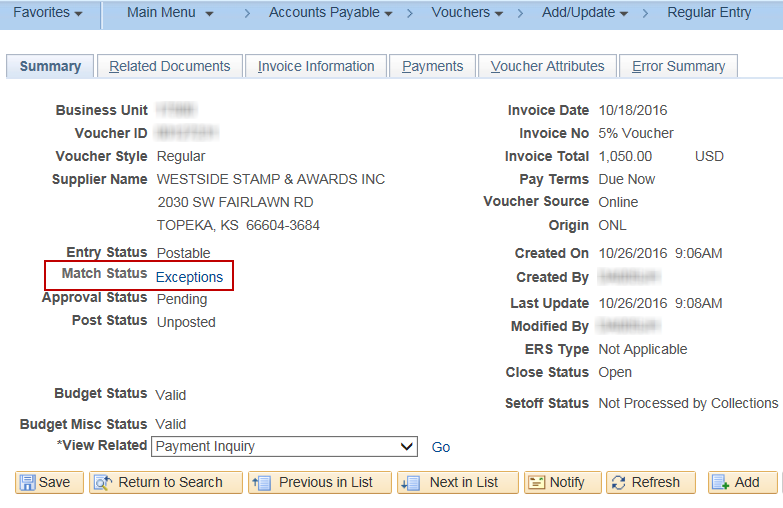 Favorites Main Menu > Accounts Payable > Vouchers > Add/Update > Regular Entry
Summary Related Documents Invoice Information Payments Voucher Attributes Error Summary
Business Unit Invoice Date 10/18/2016
Voucher ID Invoice No 5% Voucher
Voucher Style Regular Invoice Total 1,050.00 USD
Supplier Name WESTSIDE STAMP & AWARDS INC Pay Terms Due Now
2030 SW FAIRLAWN RD Voucher Source Online
TOPEKA, KS 66604-3684 Origin ONL
Entry Status Postable Created On 10/26/2016 9:06AM
Match Status Exceptions Created By
Approval Status Pending Last Update 10/26/2016 9:08AM
Post Status Unposted Modified By
ERS Type Not Applicable
Close Status Open
Budget Status Valid Setoff Status Not Processed by Collections
Budget Misc Status Valid
*View Related Payment Inquiry Go
Save Return to Search Previous in List Next in List Notify Refresh Add